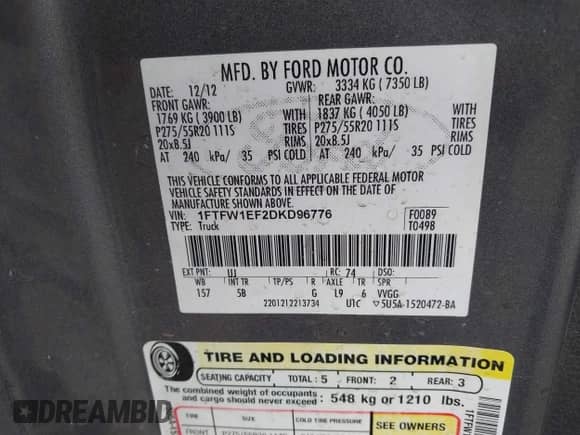 MFD. BY FORD MOTOR CO.
DATE: 12/12 GVWR: 3334 KG ( 7350 LB)
FRONT GAWR: REAR GAWR:
1769 KG ( 3900 LB) WITH 1837 KG ( 4050 LB) WITH
P275/55R20 111S TIRES P275/55R20 111S TIRES
20x8.5J RIMS 20x8.5J RIMS
AT 240 kPa/ 35 PSI COLD AT 240 kPa/ 35 PSI COLD
THIS VEHICLE CONFORMS TO ALL APPLICABLE FEDERAL MOTOR
VEHICLE SAFETY STANDARDS IN EFFECT ON THE DATE OF
MANUFACTURE SHOWN ABOVE.
VIN: 1FTFW1EF2DKD96776 F0089
TYPE: Truck T0498
EXT PNT: UJ RC: 74 DSO:
WB INT TR TP/PS R AXLE TR SPR
157 5B G L9 6 VVGG
2201212213734 U1C 5U5A-1520472-BA
TIRE AND LOADING INFORMATION
SEATING CAPACITY TOTAL: 5 FRONT: 2 REAR: 3
The combined weight of occupants
and cargo should never exceed: 548 kg or 1210 lbs.
TIRE SIZE COLD TIRE PRESSURE
SEE OWNERS
FRONT P275/55R20
DREAMBID